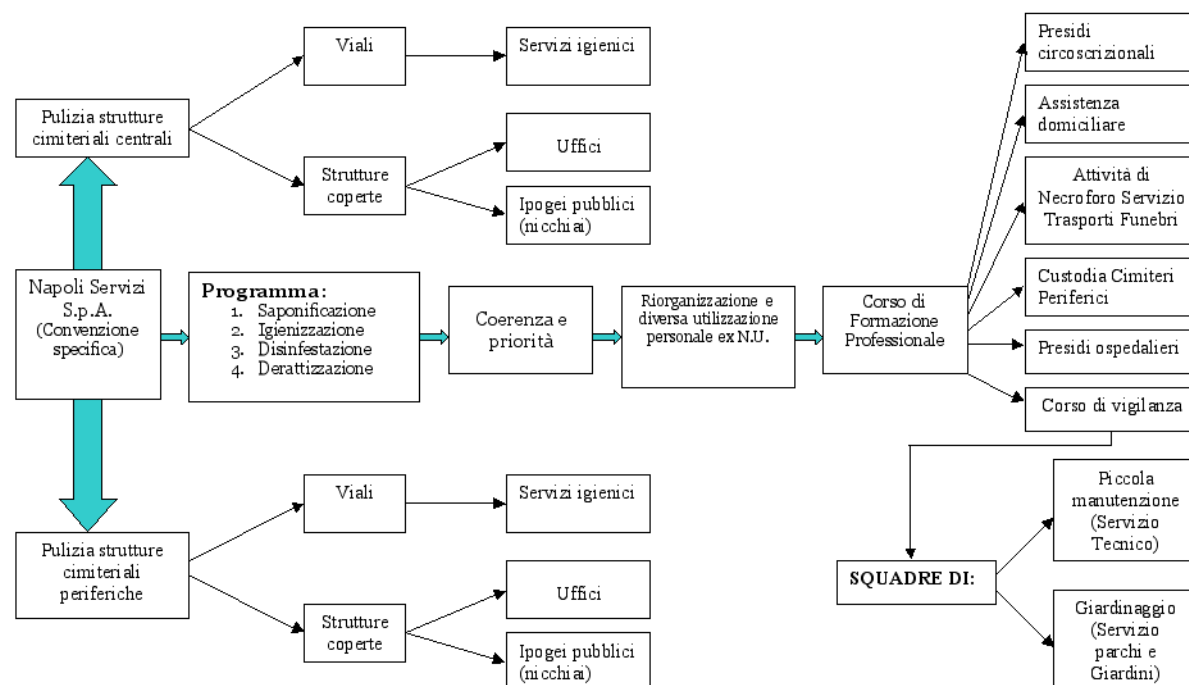 Viali
Servizi igienici
Pulizia strutture
cimiteriali centrali
Strutture
coperte
Uffici
Ipogei pubblici
(nicchiai)
Napoli Servizi
S.p.A.
(Convenzione
specifica)
Programma:
1. Saponificazione
2. Igienizzazione
3. Disinfestazione
4. Derattizzazione
Coerenza e
priorità
Riorganizzazione e
diversa utilizzazione
personale ex N.U.
Corso di
Formazione
Professionale
Presidi
circoscrizionali
Assistenza
domiciliare
Attività di
Necroforo Servizio
Trasporti Funebri
Custodia Cimiteri
Periferici
Presidi ospedalieri
Corso di vigilanza
Viali
Servizi igienici
Pulizia strutture
cimiteriali
periferiche
Strutture
coperte
Uffici
Ipogei pubblici
(nicchiai)
SQUADRE DI:
Piccola
manutenzione
(Servizio
Tecnico)
Giardinaggio
(Servizio
parchi e
Giardini)